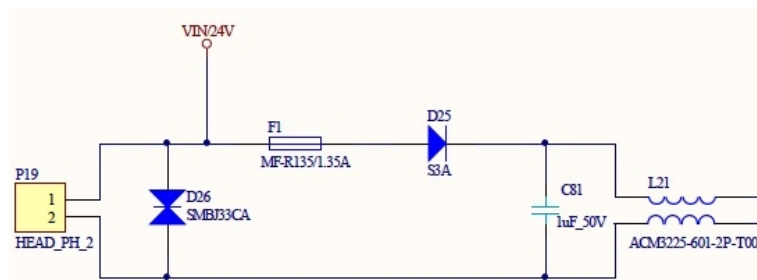 VIN/24V
F1
MF-R135/1.35A
D25
S3A
P19
1
2
HEAD_PH_2
D26
SMBJ33CA
C81
1uF_50V
L21
ACM3225-601-2P-T00